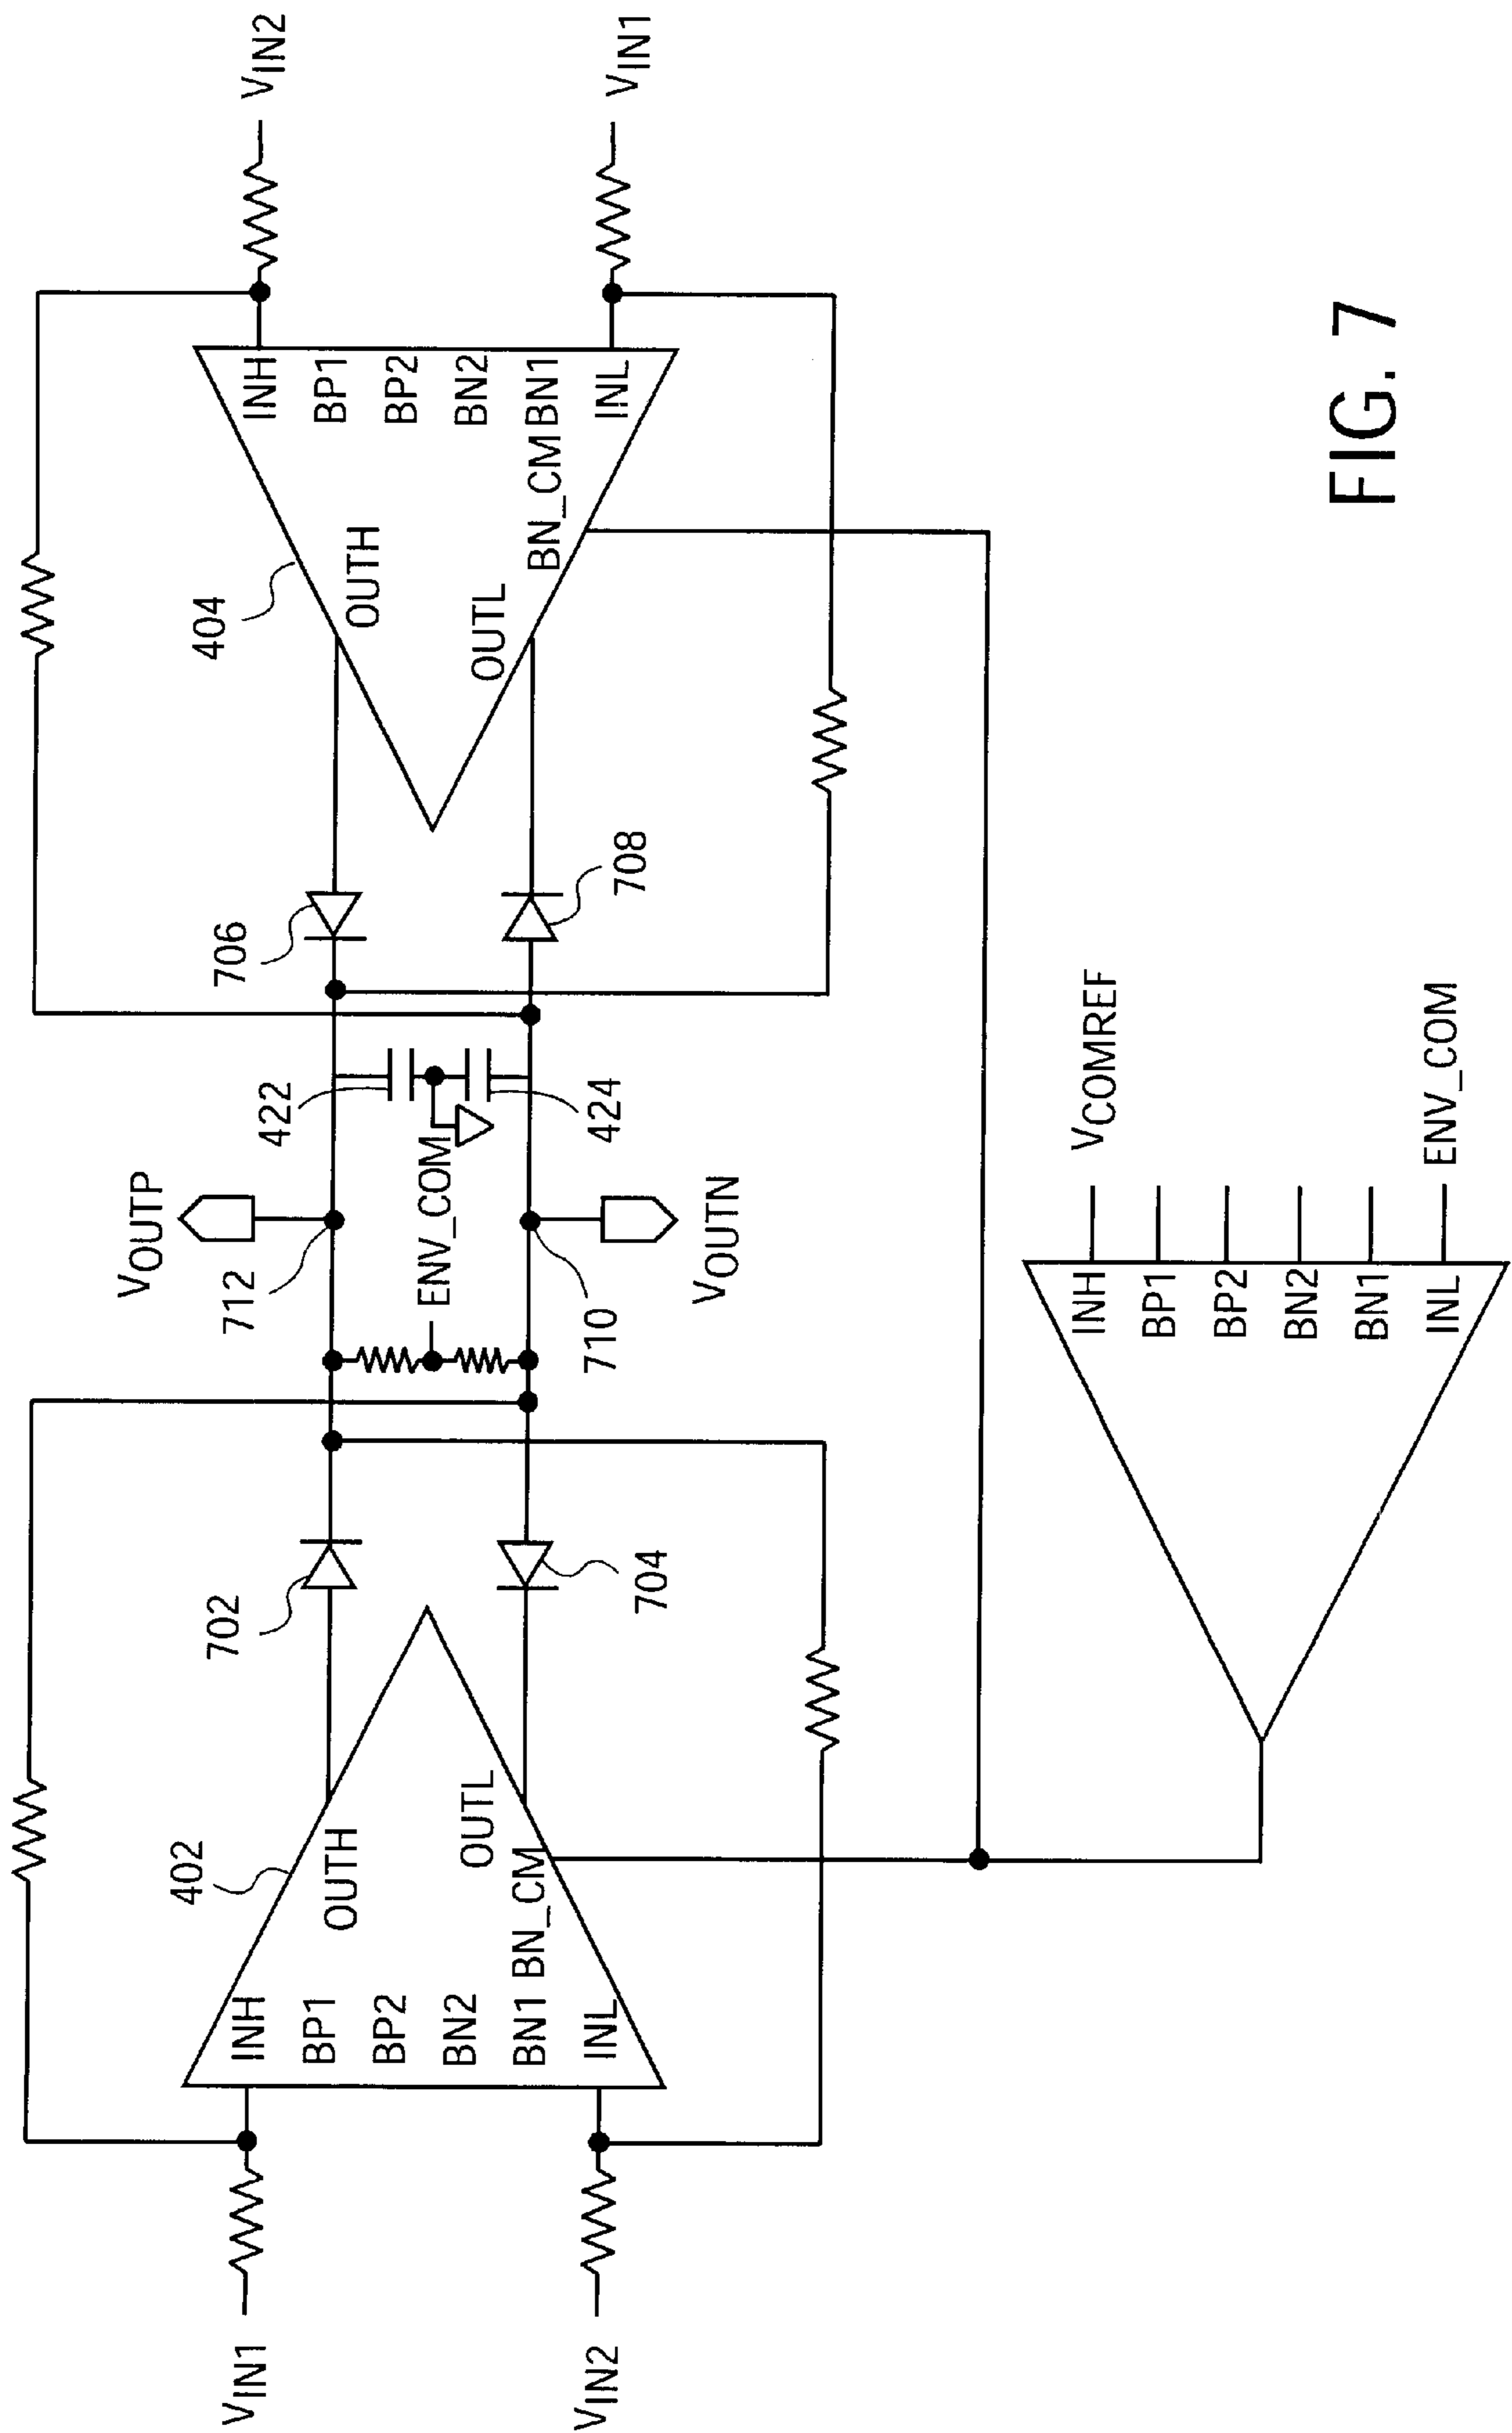 VIN1
VIN2
402
INH
BP1
BP2
BN2
BN1
INL
BN_CM
OUTH
OUTL
702
704
VOUTP
712
ENV_COM
710
VOUTN
422
424
706
708
404
OUTH
OUTL
BN_CM
INH
BP1
BP2
BN2
BN1
INL
VIN2
VIN1
INH
BP1
BP2
BN2
BN1
INL
VCOMREF
ENV_COM
FIG. 7